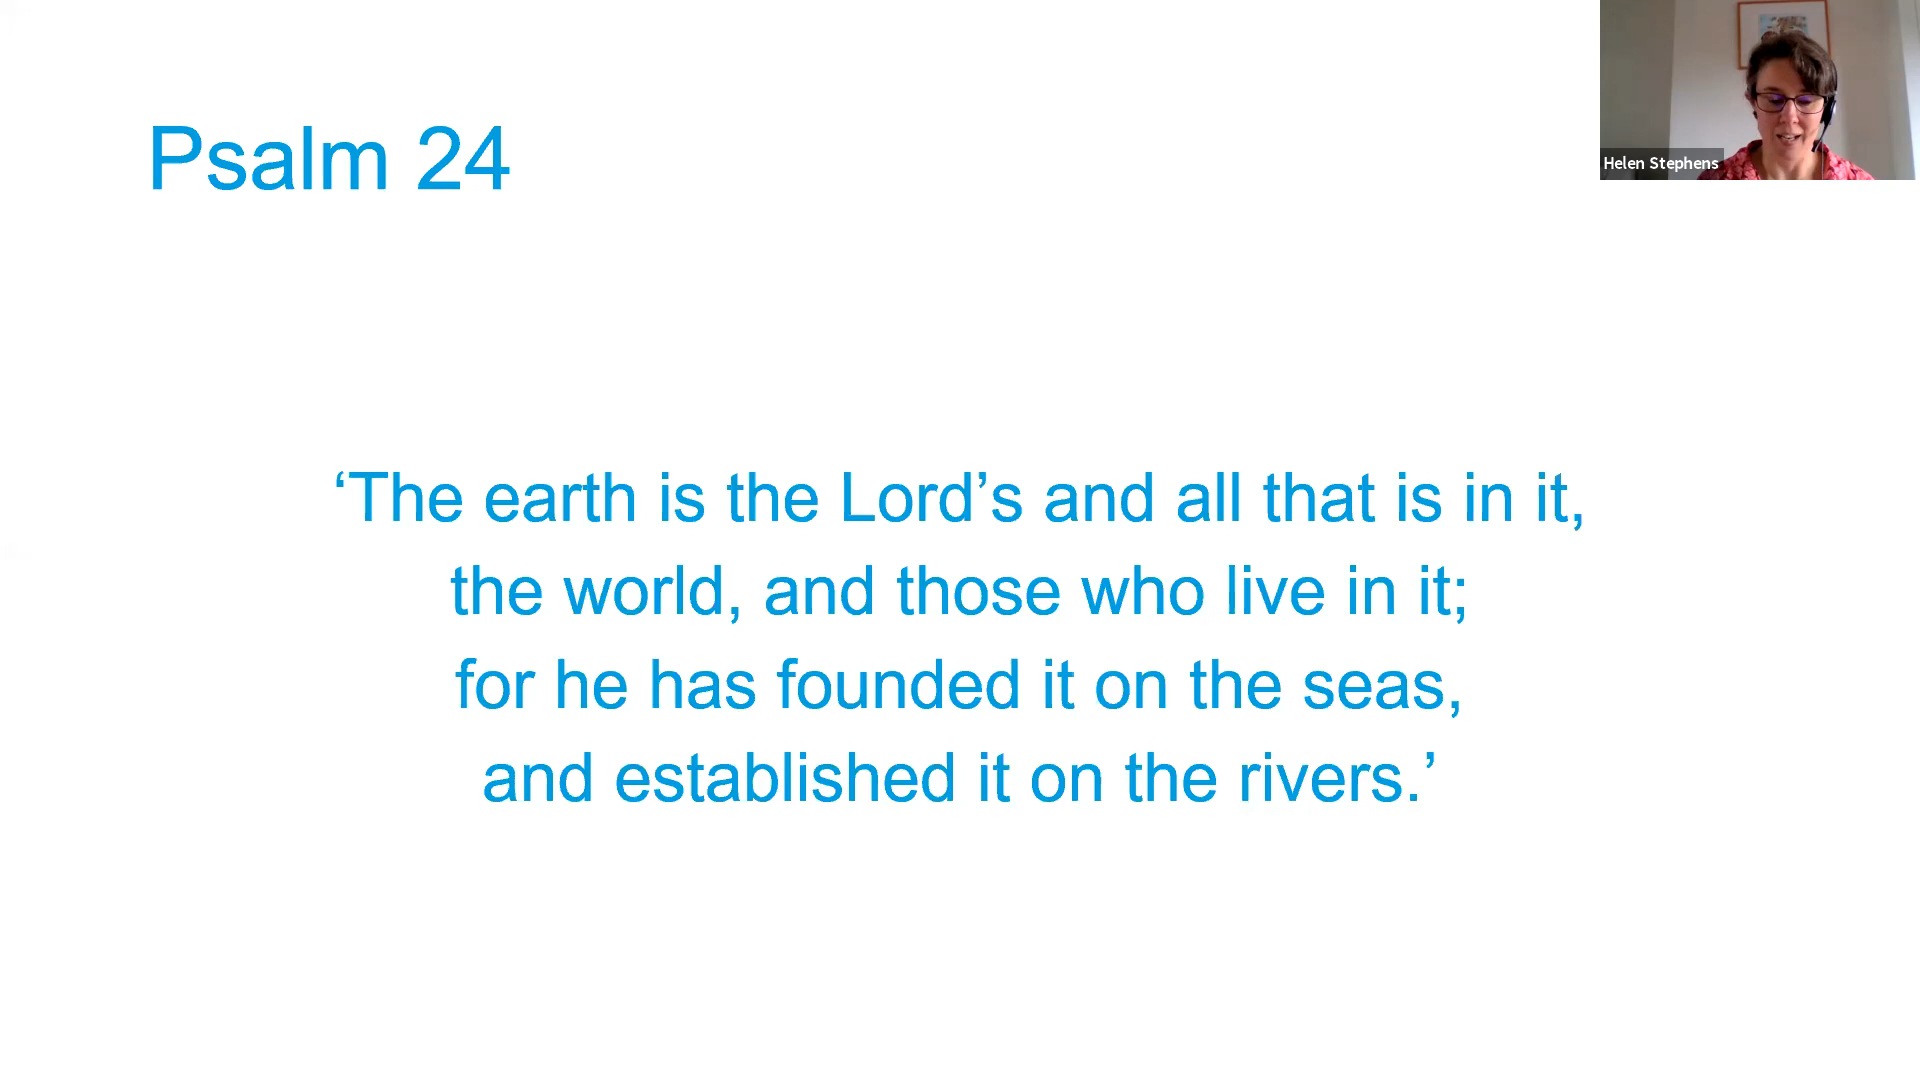 Psalm 24
Helen Stephens
‘The earth is the Lord’s and all that is in it,
the world, and those who live in it;
for he has founded it on the seas,
and established it on the rivers.’